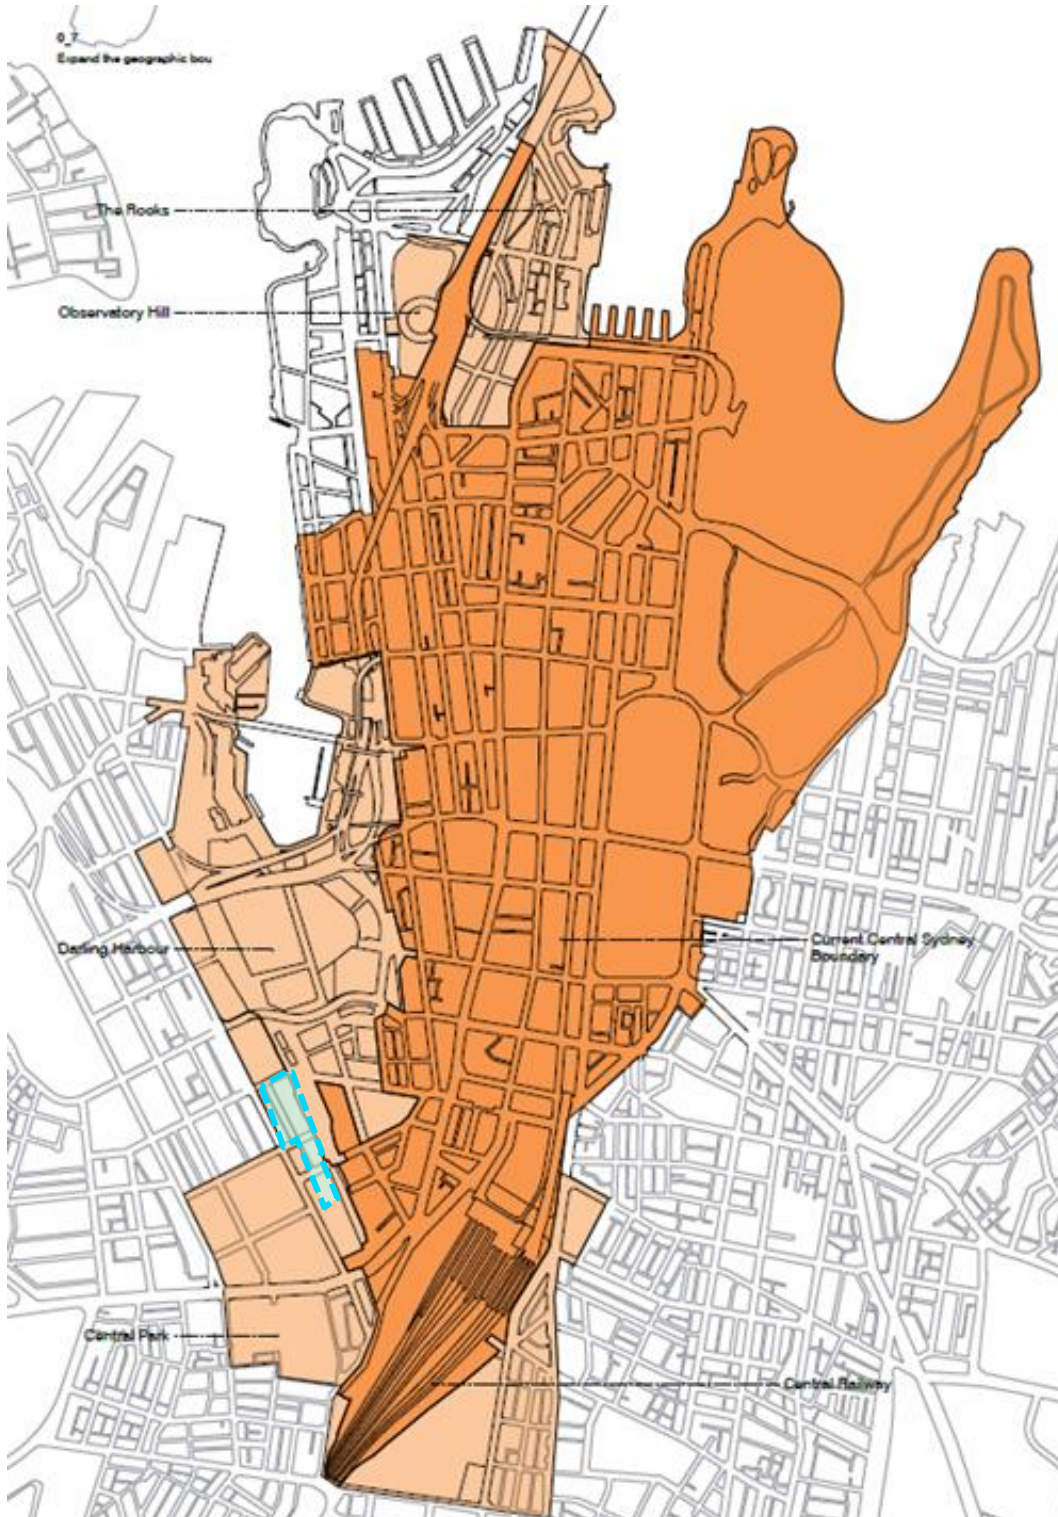 0_7
Expand the geographic bou
The Rocks
Observatory Hill
Darling Harbour
Current Central Sydney
Boundary
Central Park
Central Railway